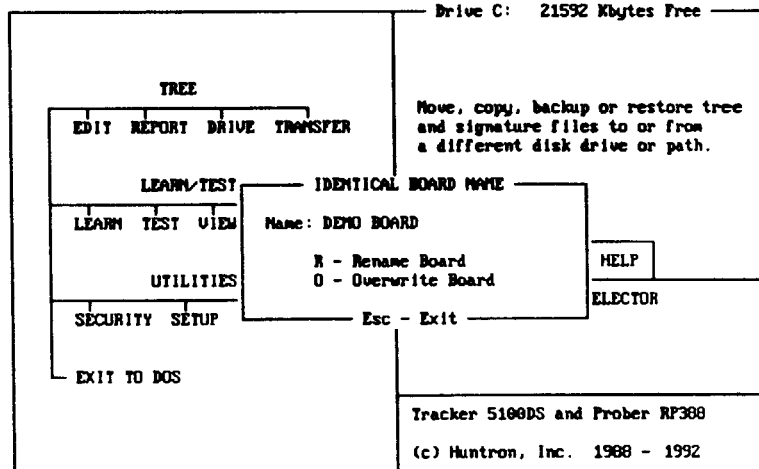 Drive C: 21592 Kbytes Free
TREE
EDIT REPORT DRIVE TRANSFER
Move, copy, backup or restore tree
and signature files to or from
a different disk drive or path.
LEARN/TEST
LEARN TEST VIEW
IDENTICAL BOARD NAME
Name: DEMO BOARD
R - Rename Board
O - Overwrite Board
Esc - Exit
HELP
UTILITIES
ELECTOR
SECURITY SETUP
EXIT TO DOS
Tracker 5100DS and Prober RP388
(c) Huntron, Inc. 1988 - 1992